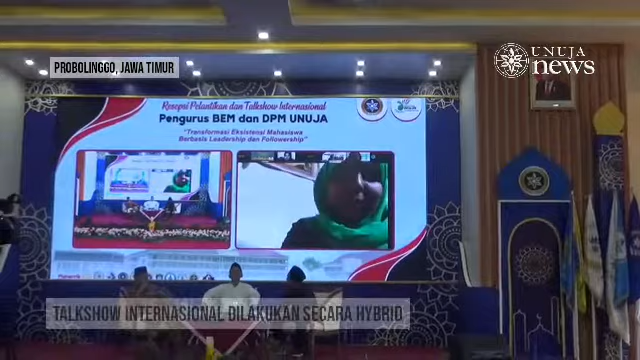 PROBOLINGGO, JAWA TIMUR
UNUJA
news
Resepsi Pelantikan dan Talkshow Internasional
Pengurus BEM dan DPM UNUJA
"Transformasi Eksistensi Mahasiswa
Berbasis Leadership dan Followership"
TALKSHOW INTERNASIONAL DILAKUKAN SECARA HYBRID